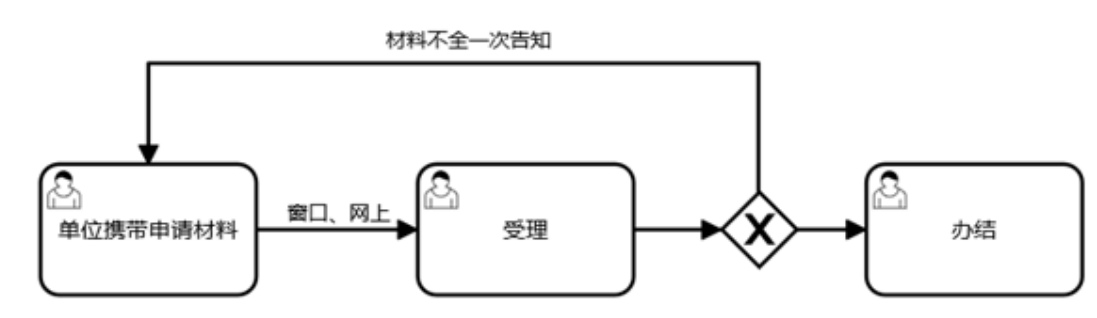 材料不全一次告知
单位携带申请材料
窗口、网上
受理
X
办结